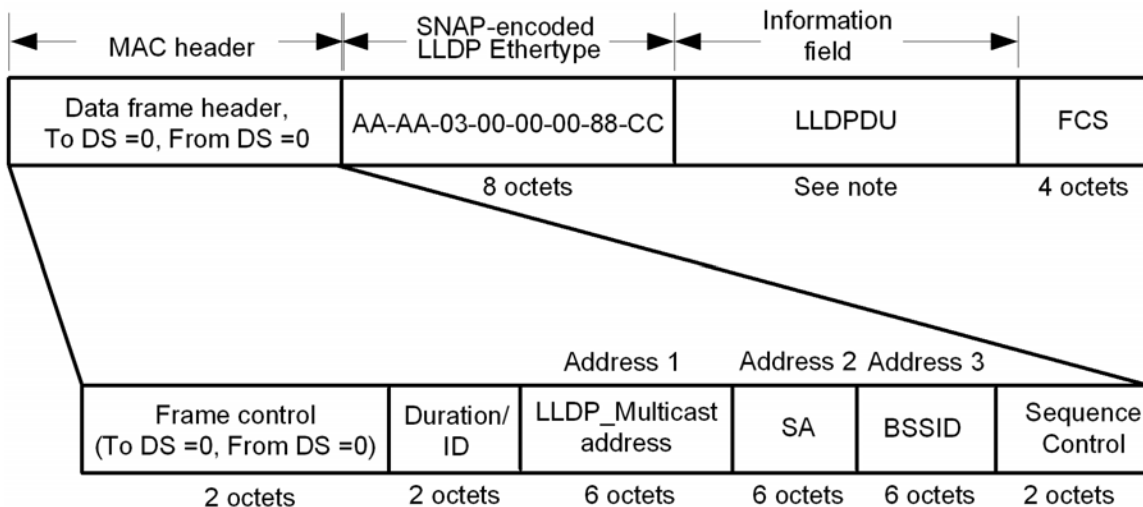 MAC header
SNAP-encoded
LLDP Ethertype
Information
field
Data frame header,
To DS =0, From DS =0
AA-AA-03-00-00-00-88-CC
LLDPDU
FCS
8 octets
See note
4 octets
Address 1
Address 2
Address 3
Frame control
(To DS =0, From DS =0)
Duration/
ID
LLDP_Multicast
address
SA
BSSID
Sequence
Control
2 octets
2 octets
6 octets
6 octets
6 octets
2 octets